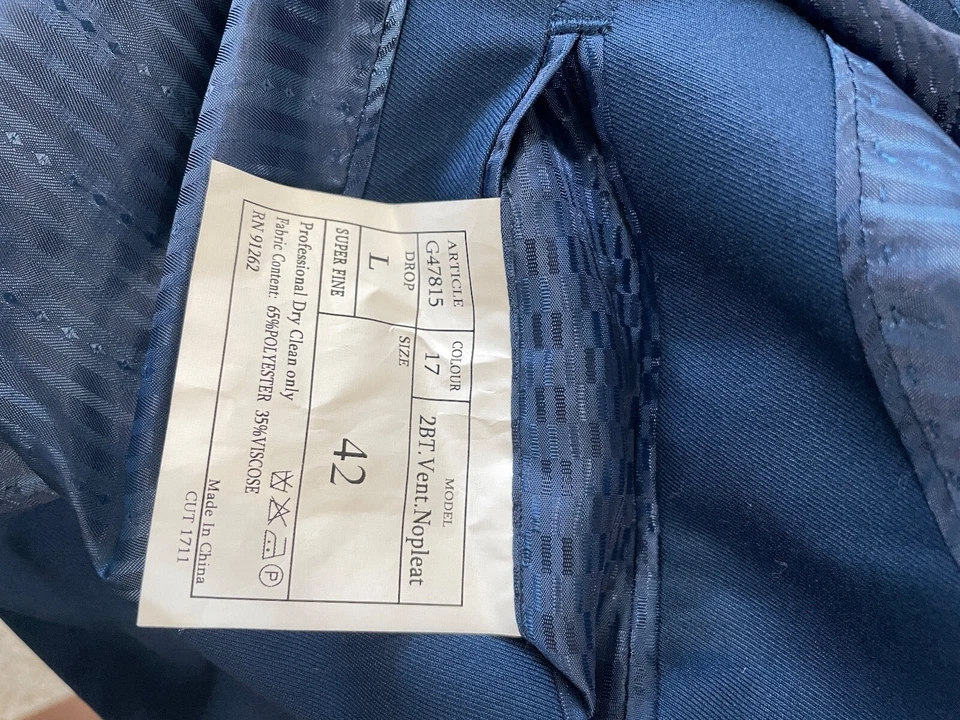 ARTICLE COLOUR MODEL
G-47815 17 2BT.Vent.Nopleat
DROP SIZE
L 42
SUPER FINE
Professional Dry Clean only
Fabric Content: 65%POLYESTER 35%VISCOSE
P
RN 91262
Made In China
CUT 1711